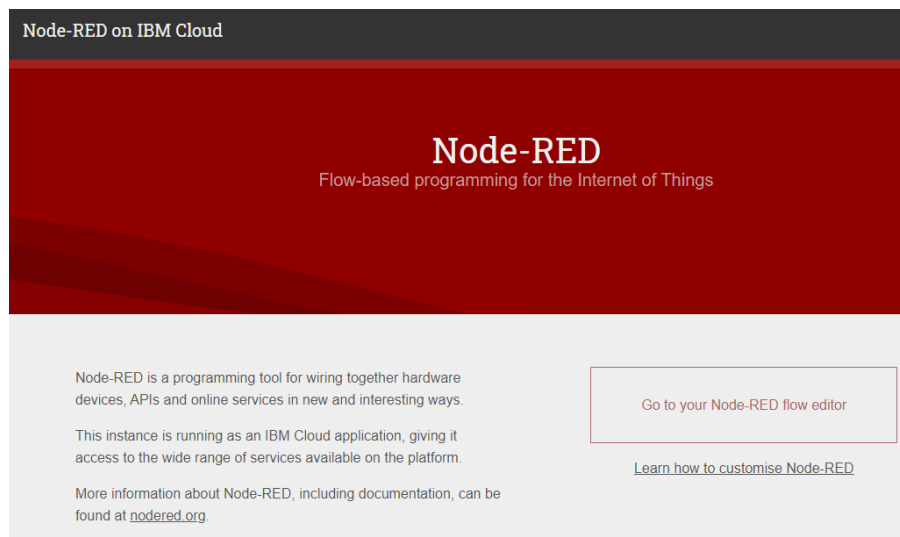 Node-RED on IBM Cloud
Node-RED
Flow-based programming for the Internet of Things
Node-RED is a programming tool for wiring together hardware
devices, APIs and online services in new and interesting ways.
This instance is running as an IBM Cloud application, giving it
access to the wide range of services available on the platform.
More information about Node-RED, including documentation, can be
found at nodered.org.
Go to your Node-RED flow editor
Learn how to customise Node-RED